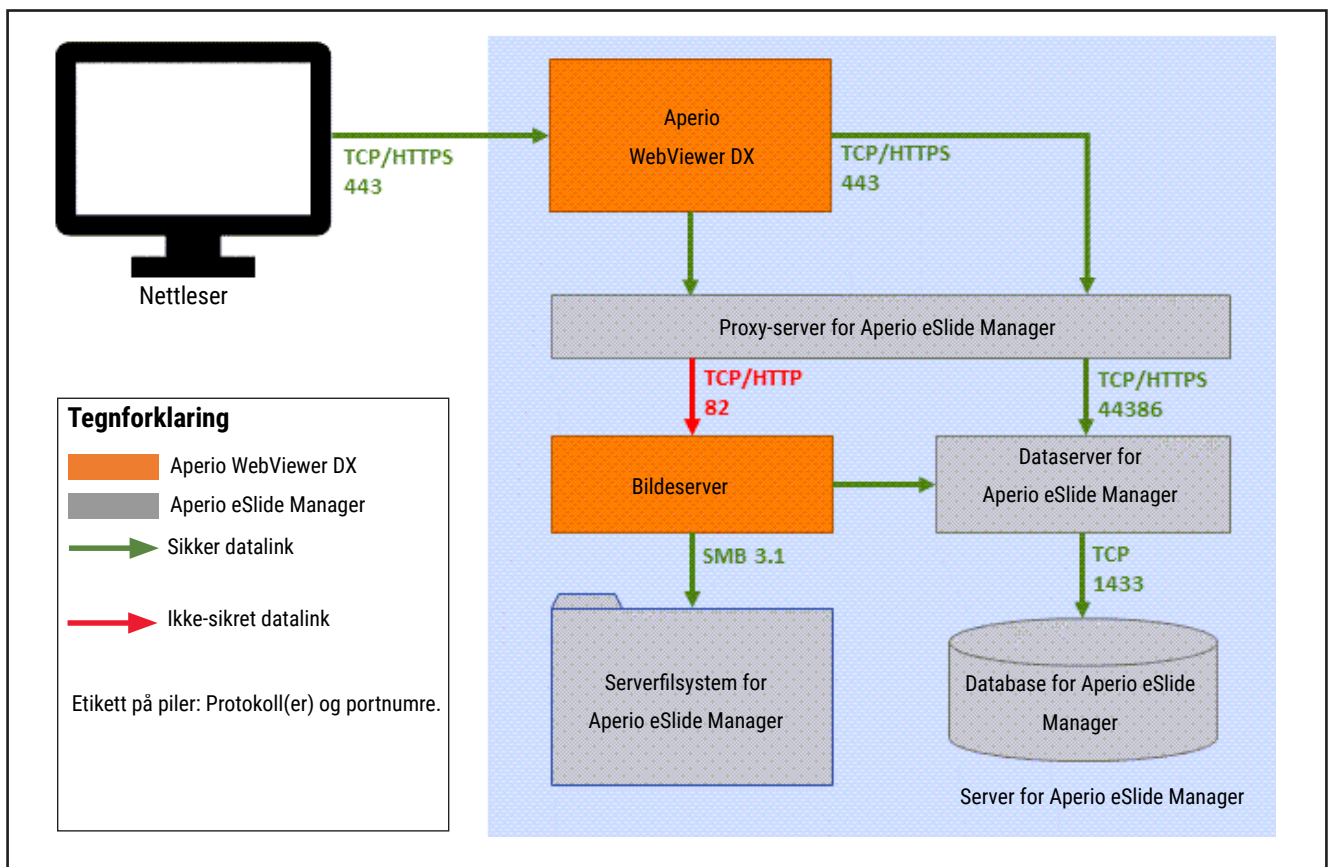 Aperio
WebViewer DX
TCP/HTTPS
443
TCP/HTTPS
443
Nettleser
Proxy-server for Aperio eSlide Manager
TCP/HTTP
82
TCP/HTTPS
44386
Bildeserver
Dataserver for
Aperio eSlide Manager
SMB 3.1
TCP
1433
Serverfilsystem for
Aperio eSlide Manager
Database for Aperio eSlide
Manager
Server for Aperio eSlide Manager
Tegnforklaring
Aperio WebViewer DX
Aperio eSlide Manager
Sikker datalink
Ikke-sikret datalink
Etikett på piler: Protokoll(er) og portnumre.